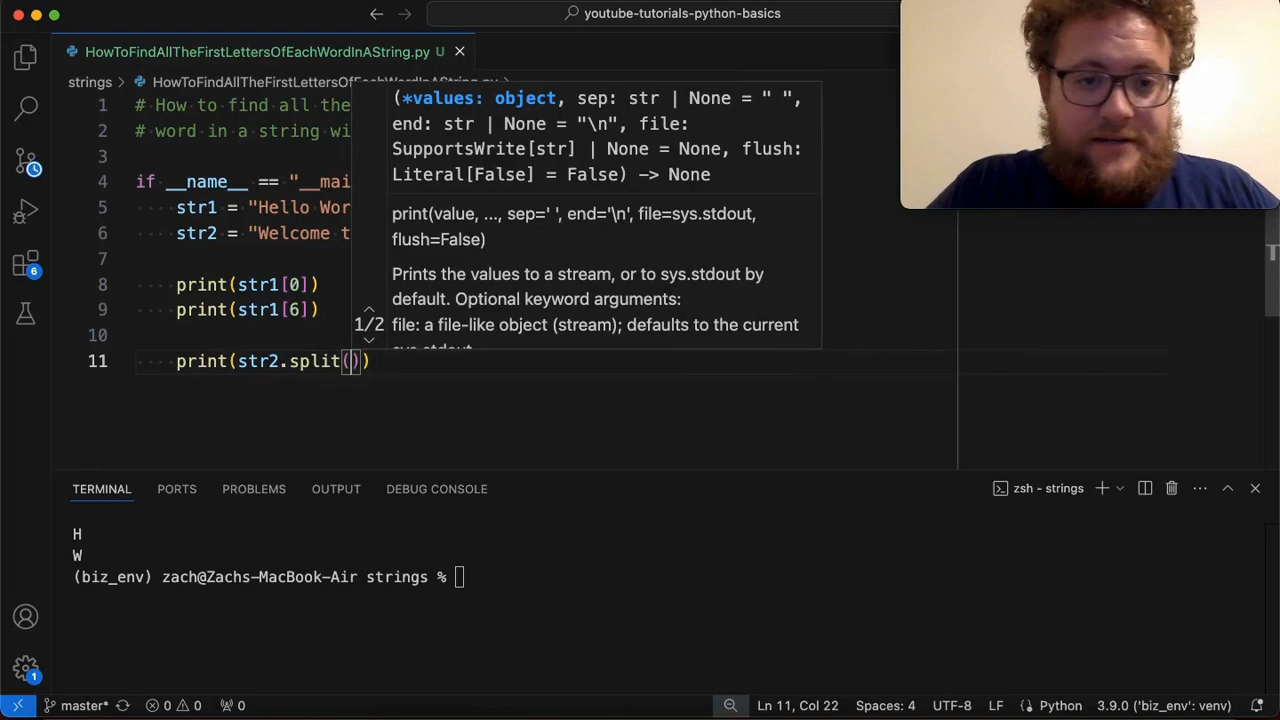 youtube-tutorials-python-basics
HowToFindAllTheFirstLettersOfEachWordInAString.py U
strings > HowToFindAllTheFirstLettersOfEachWordInAString.py
1 # How to find all the
2 # word in a string wi
3
4 if __name__ == "__mai
5 str1 = "Hello Wor
6 str2 = "Welcome t
7
8 print(str1[0])
9 print(str1[6])
10
11 print(str2.split())
(*values: object, sep: str | None = " ",
end: str | None = "\n", file:
SupportsWrite[str] | None = None, flush:
Literal[False] = False) -> None
print(value, ..., sep=' ', end='\n', file=sys.stdout,
flush=False)
Prints the values to a stream, or to sys.stdout by
default. Optional keyword arguments:
file: a file-like object (stream); defaults to the current
sys.stdout
1/2
6
TERMINAL PORTS PROBLEMS OUTPUT DEBUG CONSOLE
zsh - strings
H
W
(biz_env) zach@Zachs-MacBook-Air strings %
1
master* 0 0 0
Ln 11, Col 22 Spaces: 4 UTF-8 LF Python 3.9.0 ('biz_env': venv)